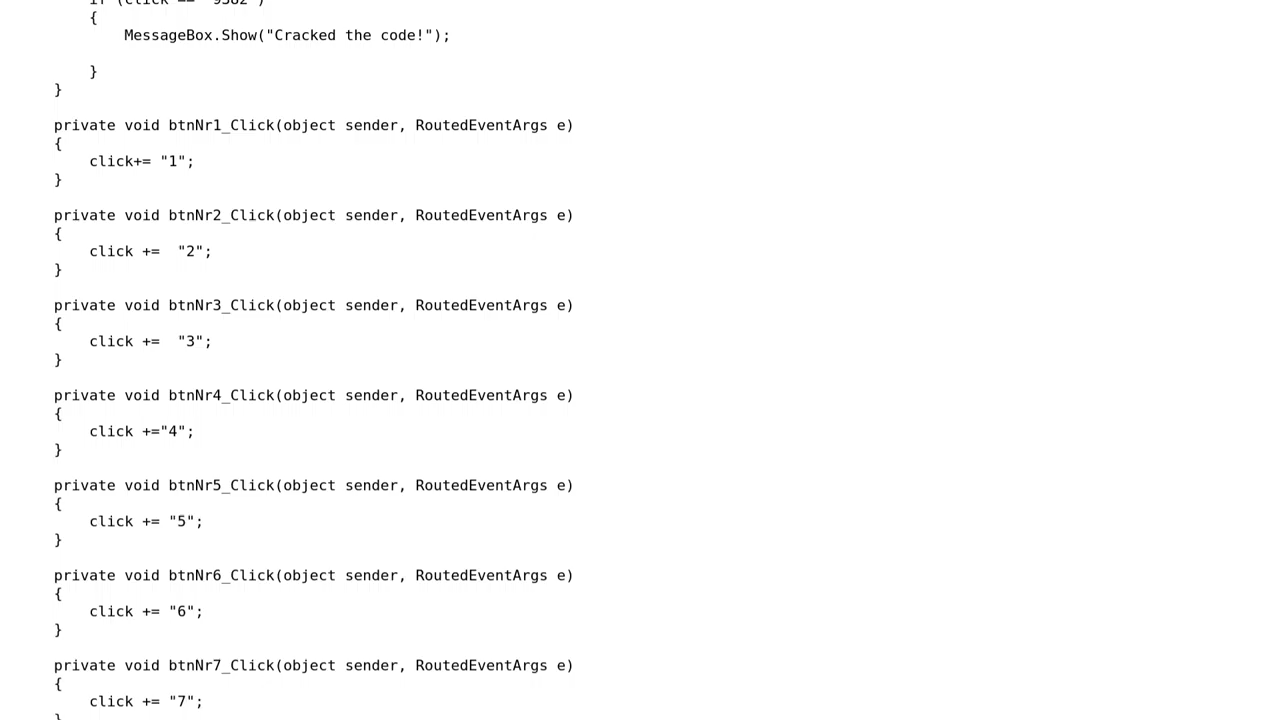 if (click == "9382")
{
MessageBox.Show("Cracked the code!");
}
}
private void btnNr1_Click(object sender, RoutedEventArgs e)
{
click+= "1";
}
private void btnNr2_Click(object sender, RoutedEventArgs e)
{
click +=  "2";
}
private void btnNr3_Click(object sender, RoutedEventArgs e)
{
click +=  "3";
}
private void btnNr4_Click(object sender, RoutedEventArgs e)
{
click +="4";
}
private void btnNr5_Click(object sender, RoutedEventArgs e)
{
click += "5";
}
private void btnNr6_Click(object sender, RoutedEventArgs e)
{
click += "6";
}
private void btnNr7_Click(object sender, RoutedEventArgs e)
{
click += "7";
}